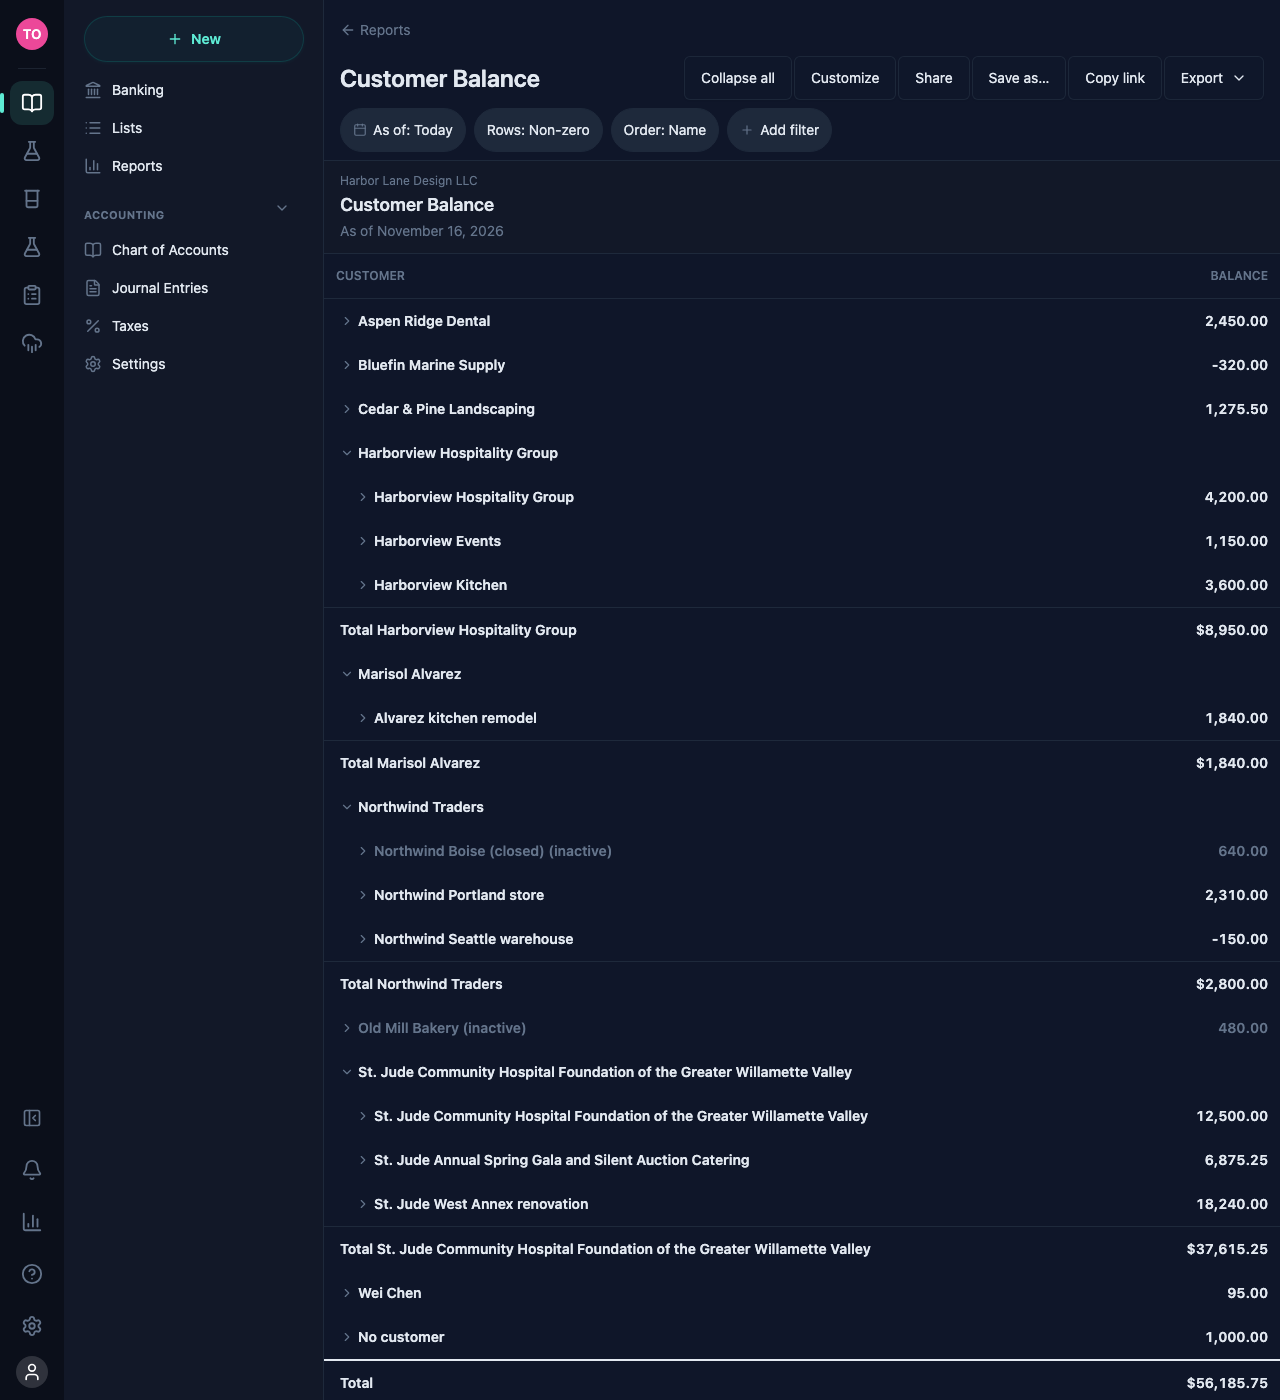 TO
New
Banking
Lists
Reports
ACCOUNTING
Chart of Accounts
Journal Entries
Taxes
Settings
Reports
Customer Balance
Collapse all
Customize
Share
Save as...
Copy link
Export
As of: Today
Rows: Non-zero
Order: Name
Add filter
Harbor Lane Design LLC
Customer Balance
As of November 16, 2026
CUSTOMER BALANCE
Aspen Ridge Dental 2,450.00
Bluefin Marine Supply -320.00
Cedar & Pine Landscaping 1,275.50
Harborview Hospitality Group
Harborview Hospitality Group 4,200.00
Harborview Events 1,150.00
Harborview Kitchen 3,600.00
Total Harborview Hospitality Group $8,950.00
Marisol Alvarez
Alvarez kitchen remodel 1,840.00
Total Marisol Alvarez $1,840.00
Northwind Traders
Northwind Boise (closed) (inactive) 640.00
Northwind Portland store 2,310.00
Northwind Seattle warehouse -150.00
Total Northwind Traders $2,800.00
Old Mill Bakery (inactive) 480.00
St. Jude Community Hospital Foundation of the Greater Willamette Valley
St. Jude Community Hospital Foundation of the Greater Willamette Valley 12,500.00
St. Jude Annual Spring Gala and Silent Auction Catering 6,875.25
St. Jude West Annex renovation 18,240.00
Total St. Jude Community Hospital Foundation of the Greater Willamette Valley $37,615.25
Wei Chen 95.00
No customer 1,000.00
Total $56,185.75